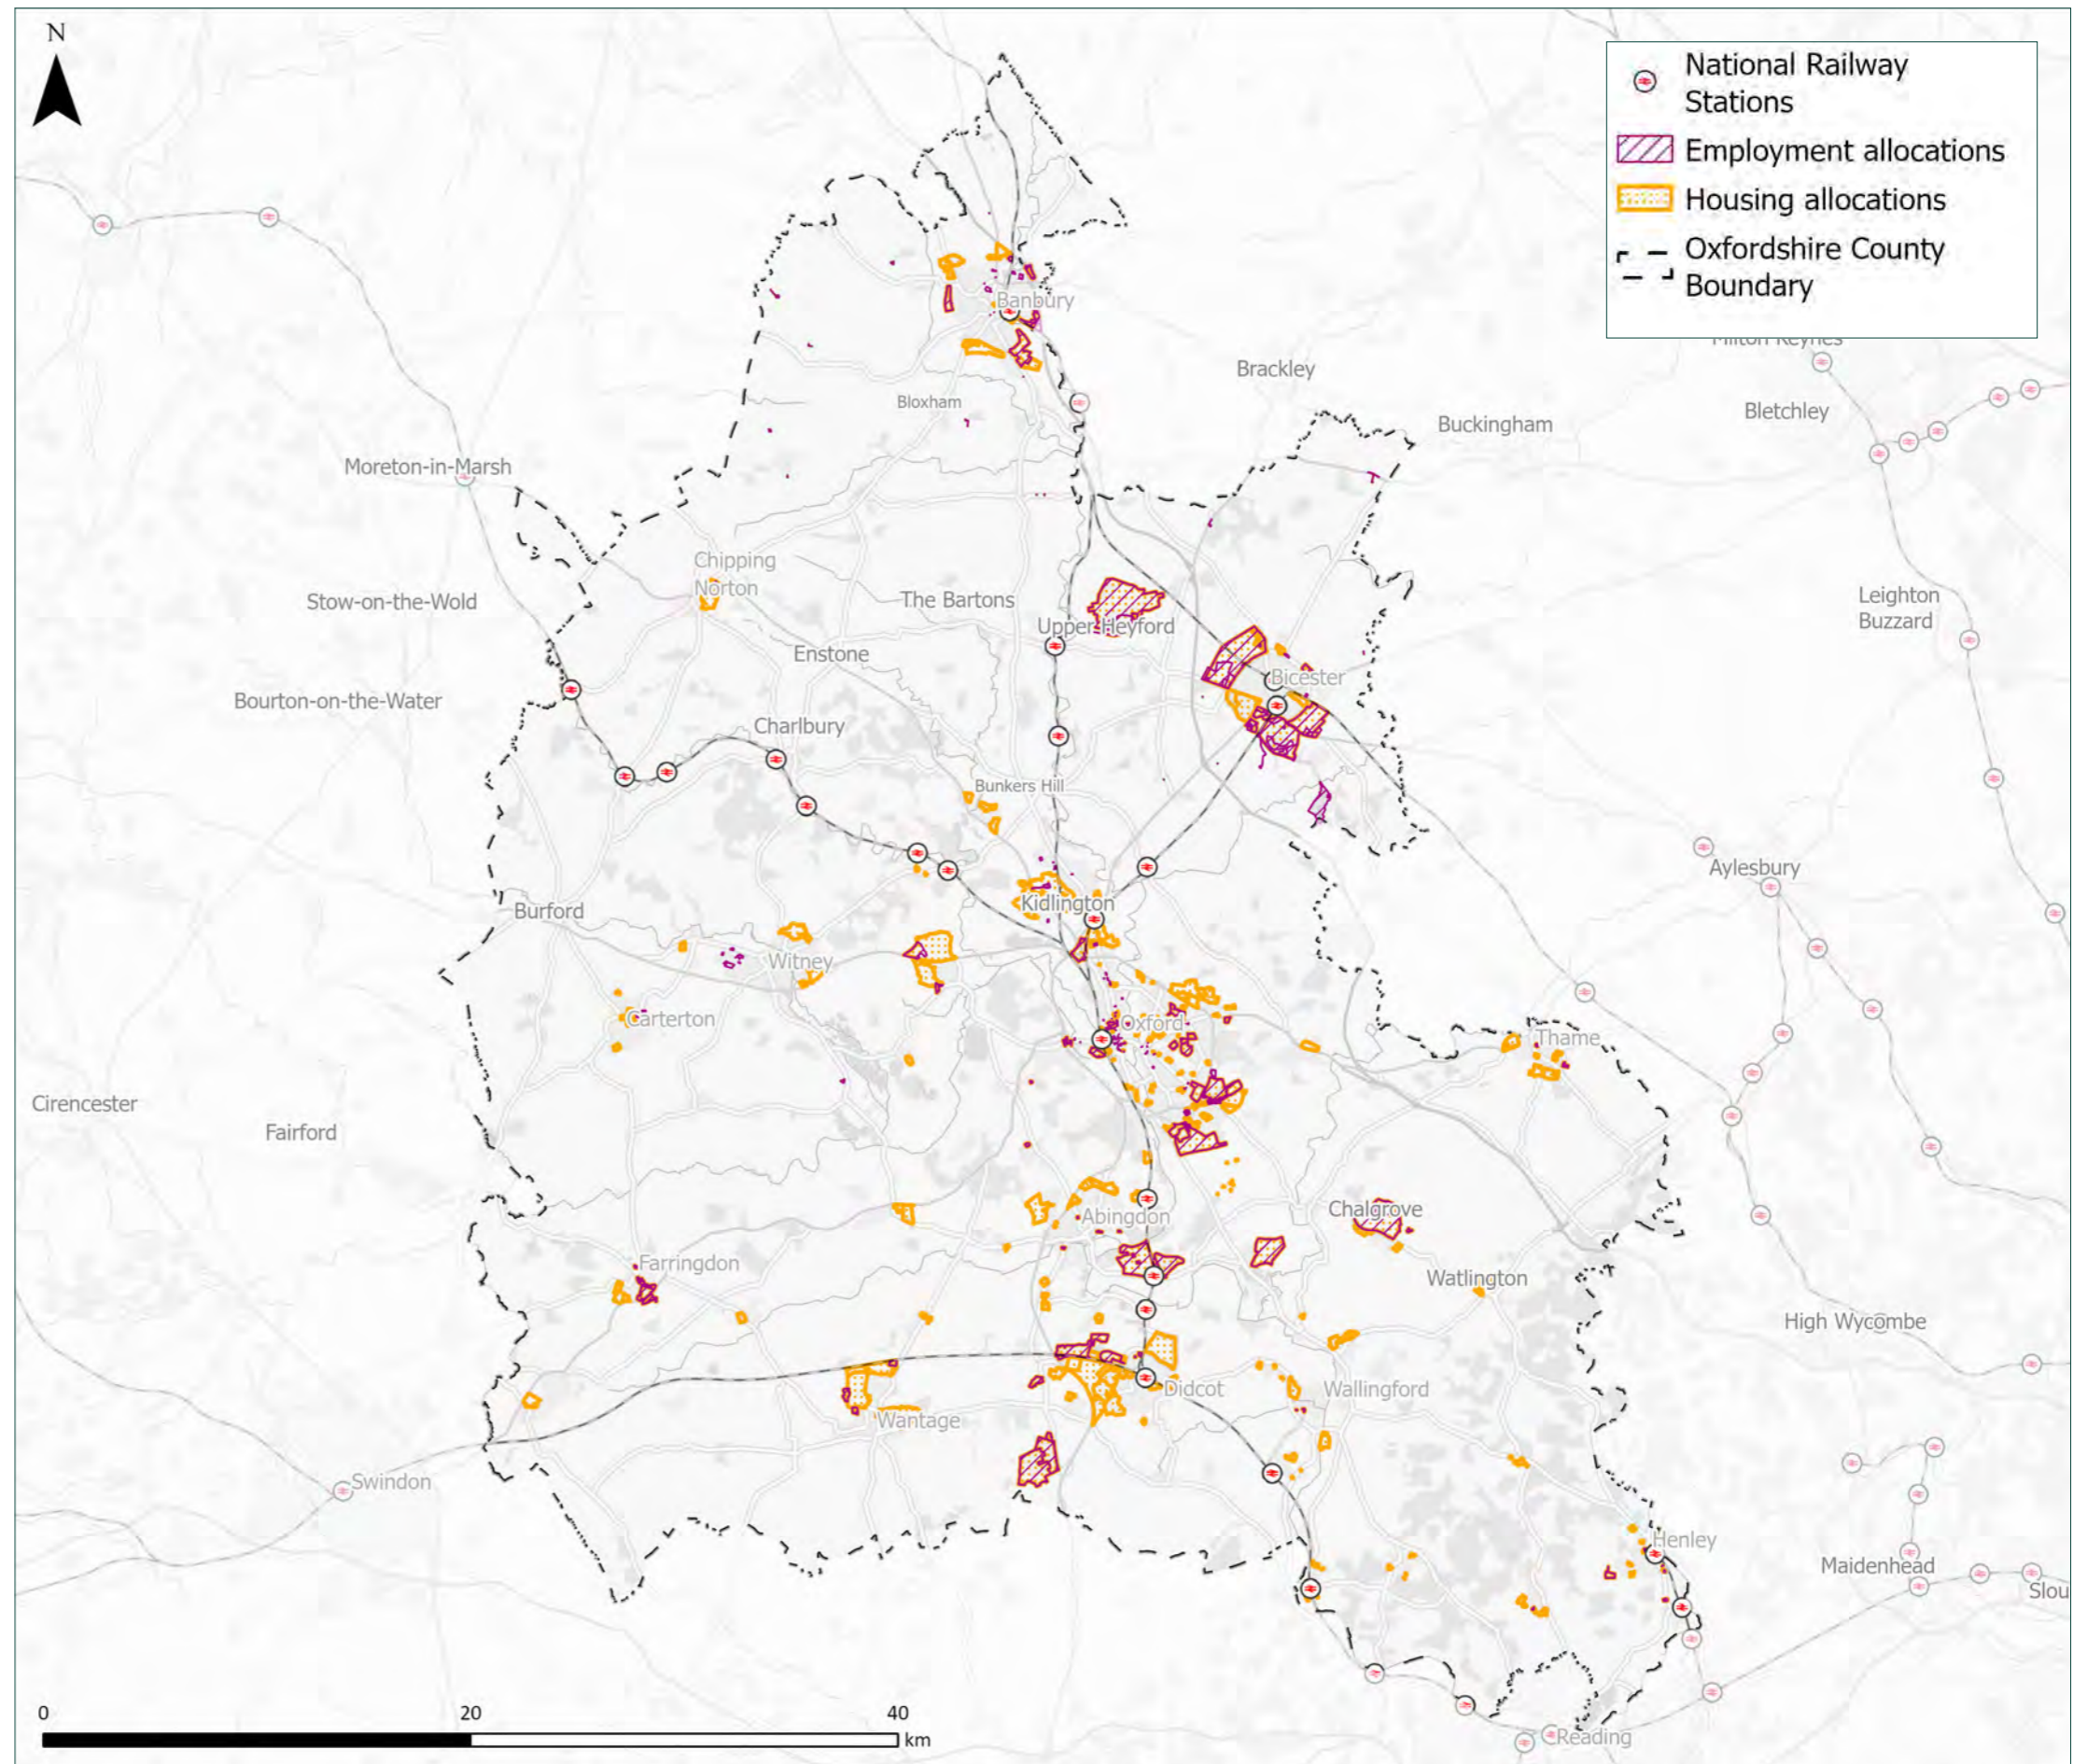 N
National Railway
Stations
Employment allocations
Housing allocations
Oxfordshire County
Boundary
Banbury
Milton Keynes
Brackley
Bloxham
Buckingham
Bletchley
Moreton-in-Marsh
Chipping
Norton
Stow-on-the-Wold
The Bartons
Leighton
Buzzard
Upper Heyford
Enstone
Bicester
Bourton-on-the-Water
Charlbury
Bunkers Hill
Aylesbury
Kidlington
Burford
Witney
Carterton
Oxford
Thame
Cirencester
Fairford
Chalgrove
Abingdon
Farringdon
Watlington
High Wycombe
Didcot
Wallingford
Wantage
Swindon
Henley
Maidenhead
Slou
0 20 40
km
Reading